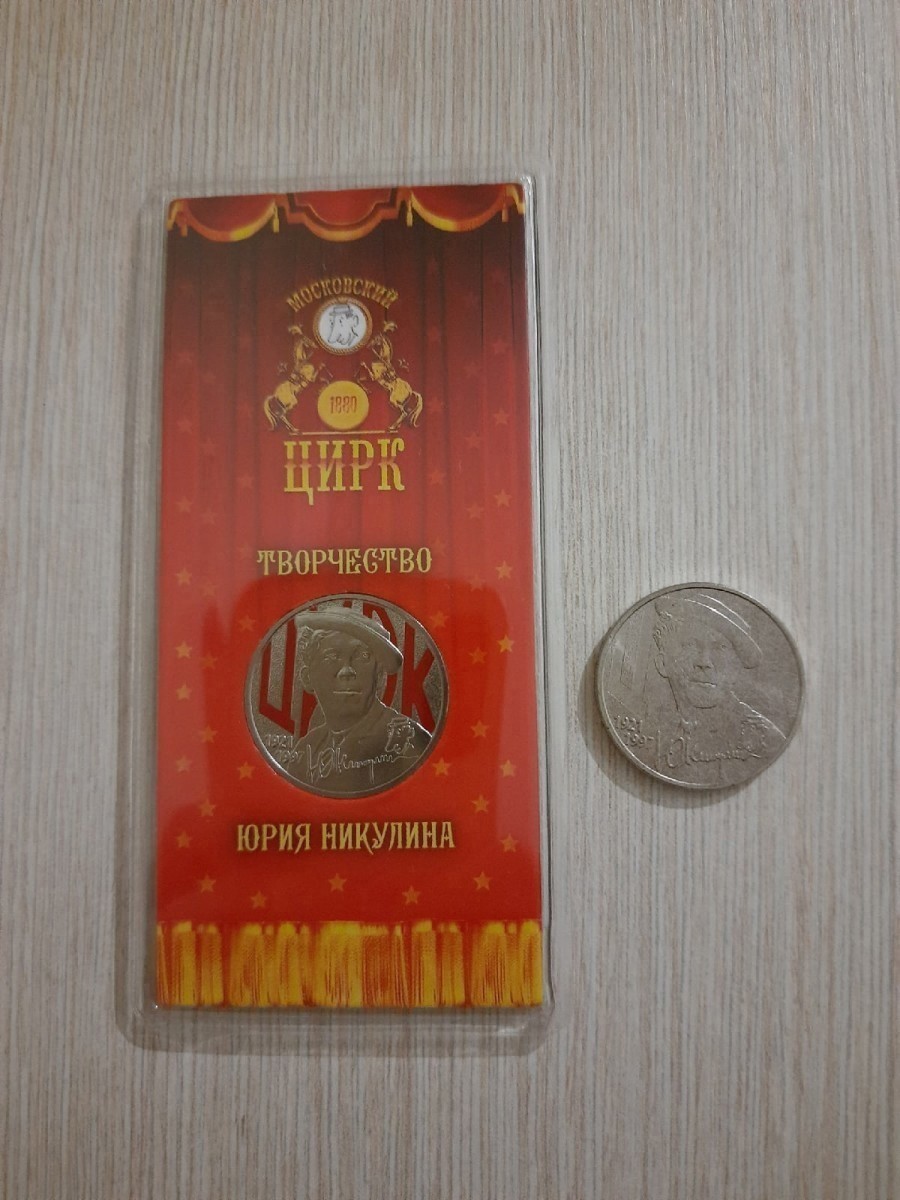 МОСКОВСКИЙ
1880
ЦИРК
ТВОРЧЕСТВО
ЦИРК
1921
1997
ЮРИЯ НИКУЛИНА
1921
1997